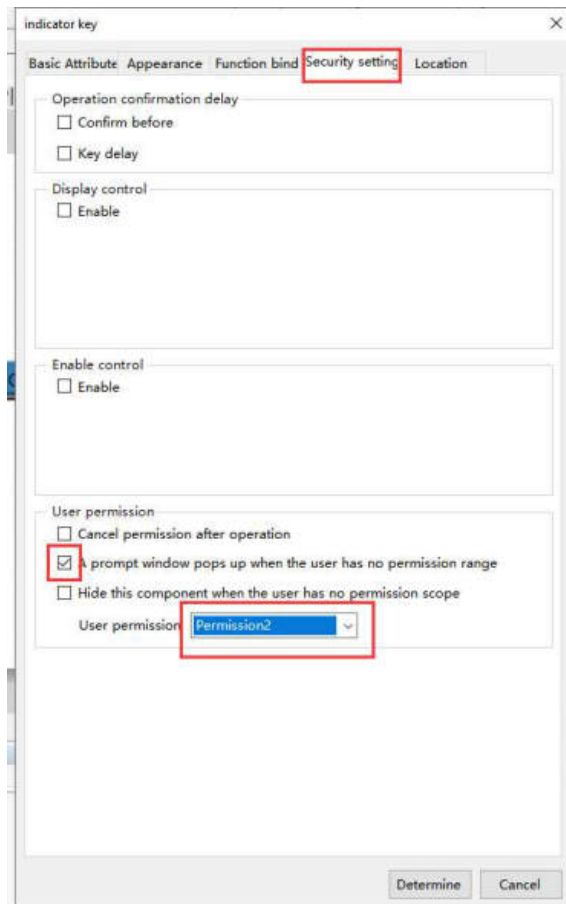 indicator key
Basic Attribute Appearance Function bind Security setting Location
Operation confirmation delay
Confirm before
Key delay
Display control
Enable
Enable control
Enable
User permission
Cancel permission after operation
prompt window pops up when the user has no permission range
Hide this component when the user has no permission scope
User permission Permission2
Determine Cancel